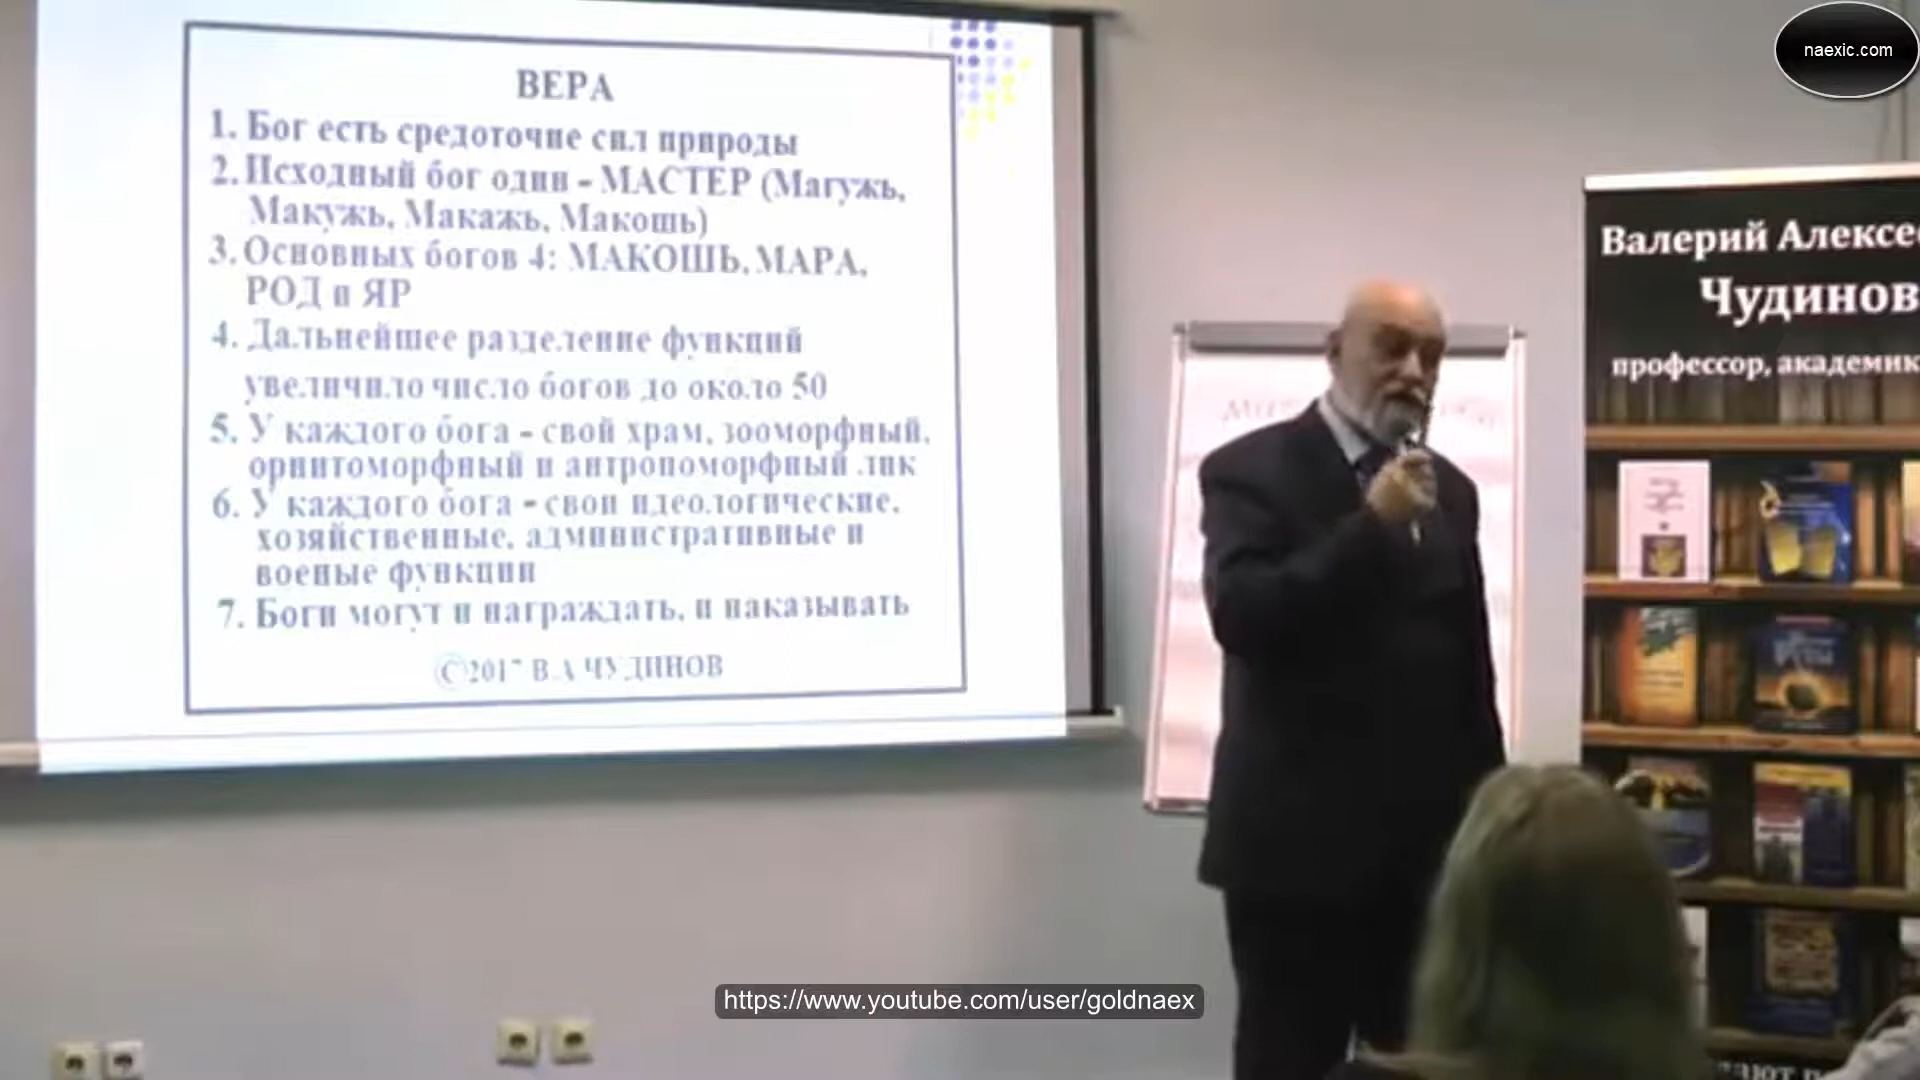 naexic.com
ВЕРА
1. Бог есть средоточие сил природы
2. Исходный бог один - МАСТЕР (Магужь,
Макужь, Макажь, Макошь)
3. Основных богов 4: МАКОШЬ, МАРА,
РОД и ЯР
4. Дальнейшее разделение функций
увеличило число богов до около 50
5. У каждого бога - свой храм, зооморфный,
орнитоморфный и антропоморфный лик
6. У каждого бога - свои идеологические,
хозяйственные, административные и
военые функции
7. Боги могут и награждать, и наказывать
©2017 В.А ЧУДИНОВ
Валерий Алексе
Чудинов
профессор, академик
https://www.youtube.com/user/goldnaex